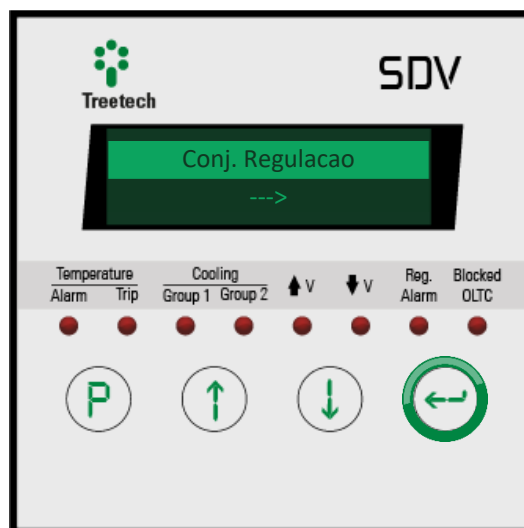 Treetech
SDV
Conj. Regulacao
--->
Temperature
Alarm Trip
Cooling
Group 1 Group 2
V
V
Reg. Alarm
Blocked OLTC
P